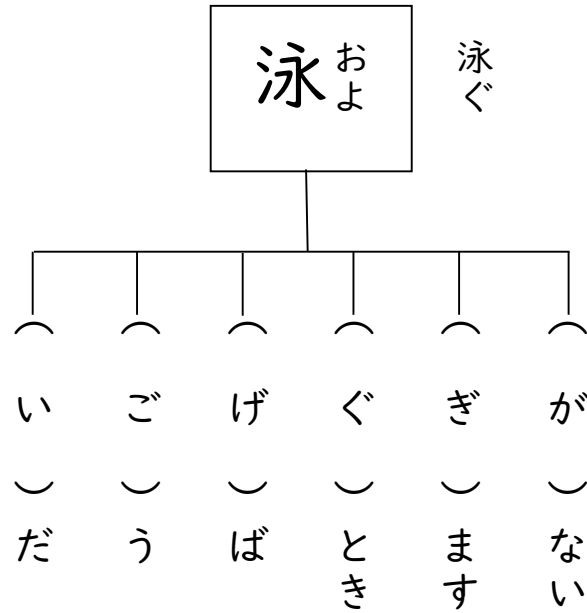 泳ぐ
泳およ
（が）ない
（ぎ）ます
（ぐ）とき
（げ）ば
（ご）う
（い）だ